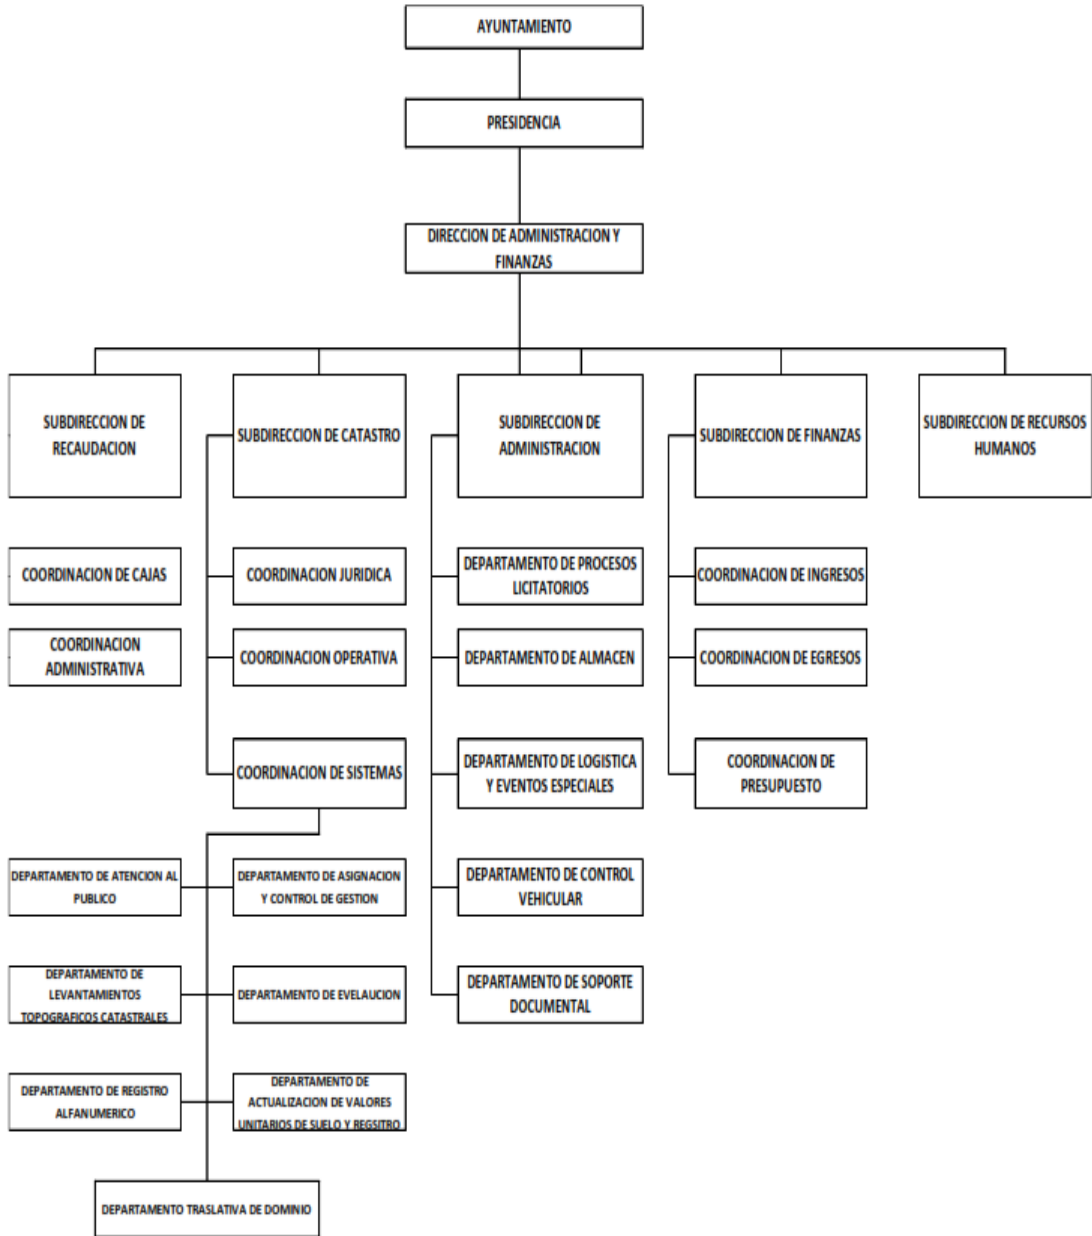 AYUNTAMIENTO
PRESIDENCIA
DIRECCION DE ADMINISTRACION Y
FINANZAS
SUBDIRECCION DE
RECAUDACION
SUBDIRECCION DE CATASTRO
SUBDIRECCION DE
ADMINISTRACION
SUBDIRECCION DE FINANZAS
SUBDIRECCION DE RECURSOS
HUMANOS
COORDINACION DE CAJAS
COORDINACION JURIDICA
DEPARTAMENTO DE PROCESOS
LICITATORIOS
COORDINACION DE INGRESOS
COORDINACION
ADMINISTRATIVA
COORDINACION OPERATIVA
DEPARTAMENTO DE ALMACEN
COORDINACION DE EGRESOS
COORDINACION DE SISTEMAS
DEPARTAMENTO DE LOGISTICA
Y EVENTOS ESPECIALES
COORDINACION DE
PRESUPUESTO
DEPARTAMENTO DE ATENCION AL
PUBLICO
DEPARTAMENTO DE ASIGNACION
Y CONTROL DE GESTION
DEPARTAMENTO DE CONTROL
VEHICULAR
DEPARTAMENTO DE
LEVANTAMIENTOS
TOPOGRAFICOS CATASTRALES
DEPARTAMENTO DE EVELAUCION
DEPARTAMENTO DE SOPORTE
DOCUMENTAL
DEPARTAMENTO DE REGISTRO
ALFANUMERICO
DEPARTAMENTO DE
ACTUALIZACION DE VALORES
UNITARIOS DE SUELO Y REGSITRO
DEPARTAMENTO TRASLATIVA DE DOMINIO